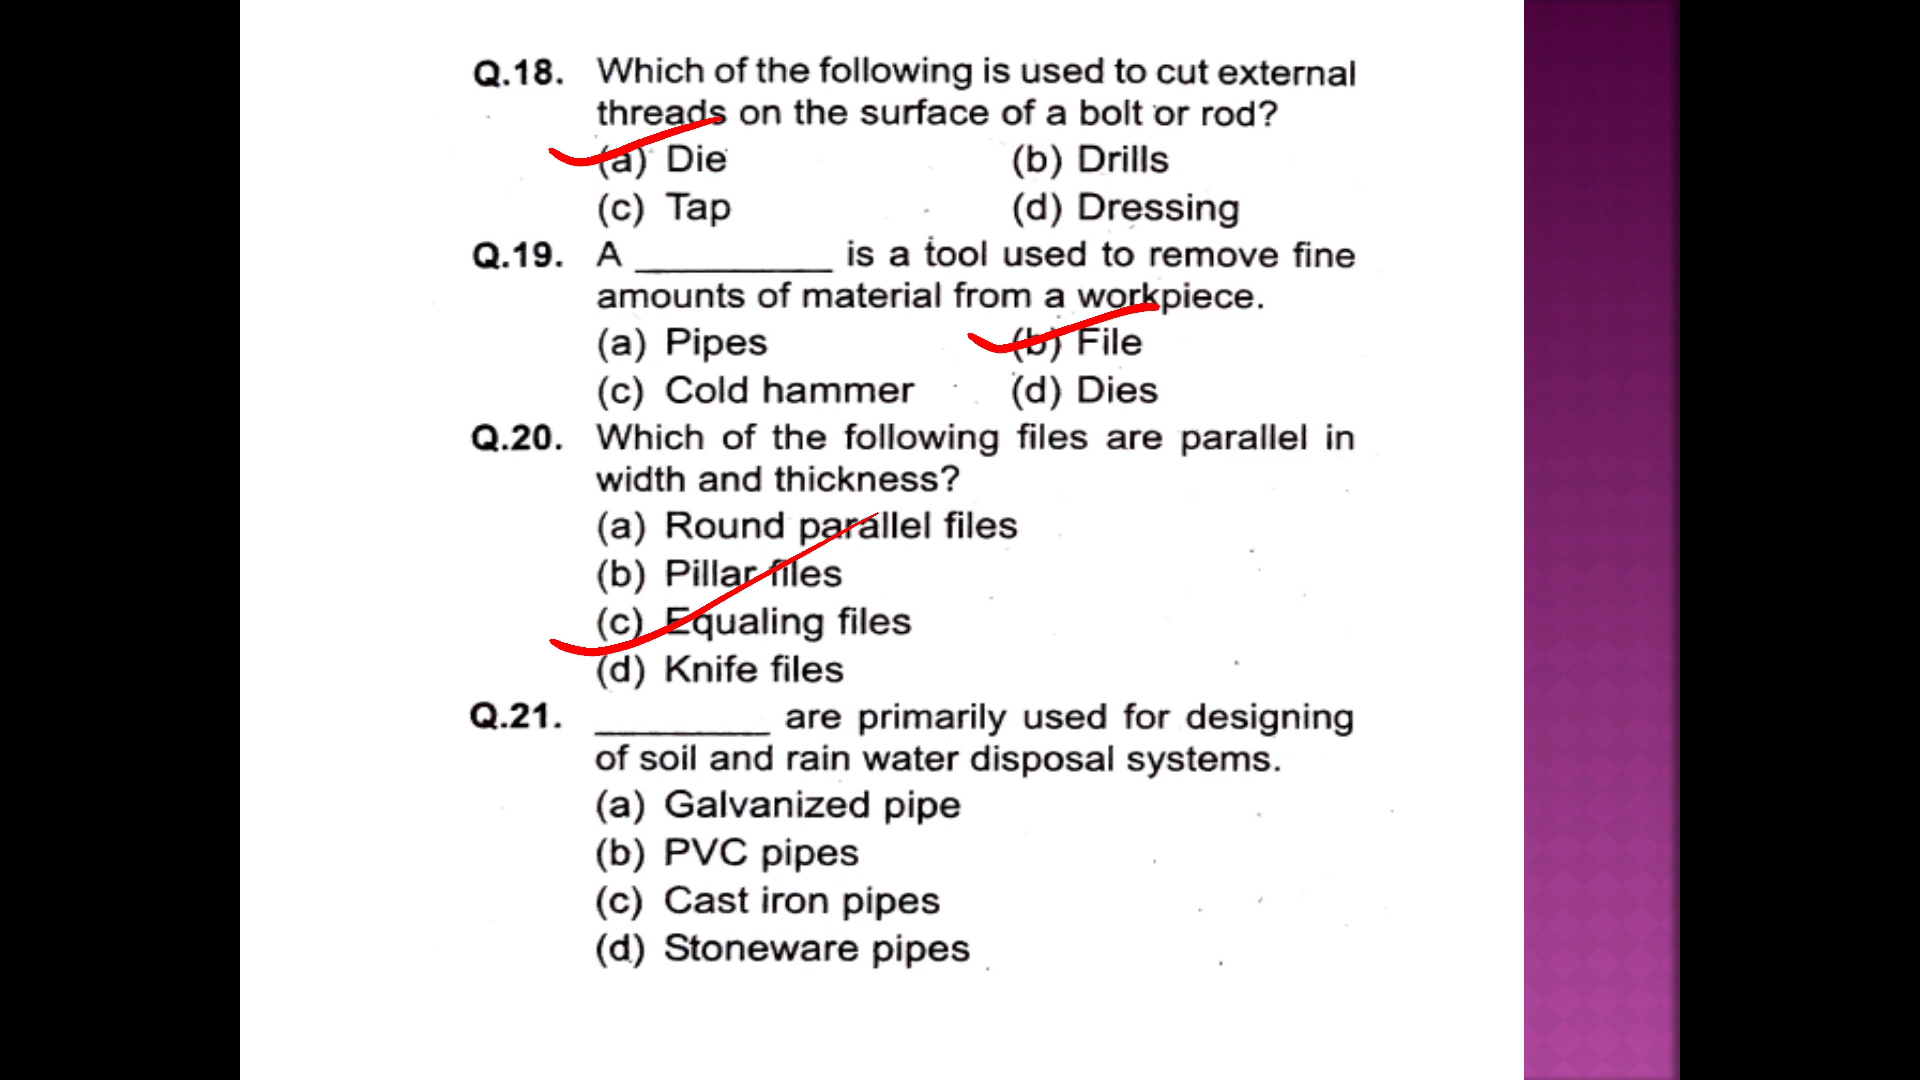 Q.18. Which of the following is used to cut external
threads on the surface of a bolt or rod?
(a) Die (b) Drills
(c) Tap (d) Dressing
Q.19. A __________ is a tool used to remove fine
amounts of material from a workpiece.
(a) Pipes (b) File
(c) Cold hammer (d) Dies
Q.20. Which of the following files are parallel in
width and thickness?
(a) Round parallel files
(b) Pillar files
(c) Equaling files
(d) Knife files
Q.21. _________ are primarily used for designing
of soil and rain water disposal systems.
(a) Galvanized pipe
(b) PVC pipes
(c) Cast iron pipes
(d) Stoneware pipes